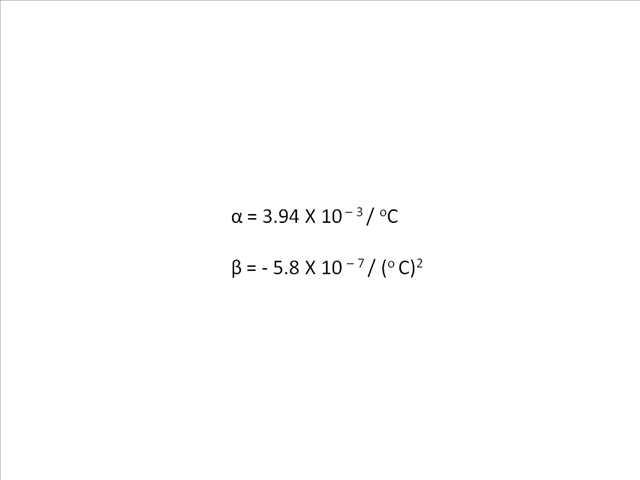 α = 3.94 X 10⁻³ / ᵒC
β = - 5.8 X 10⁻⁷ / (ᵒ C)²